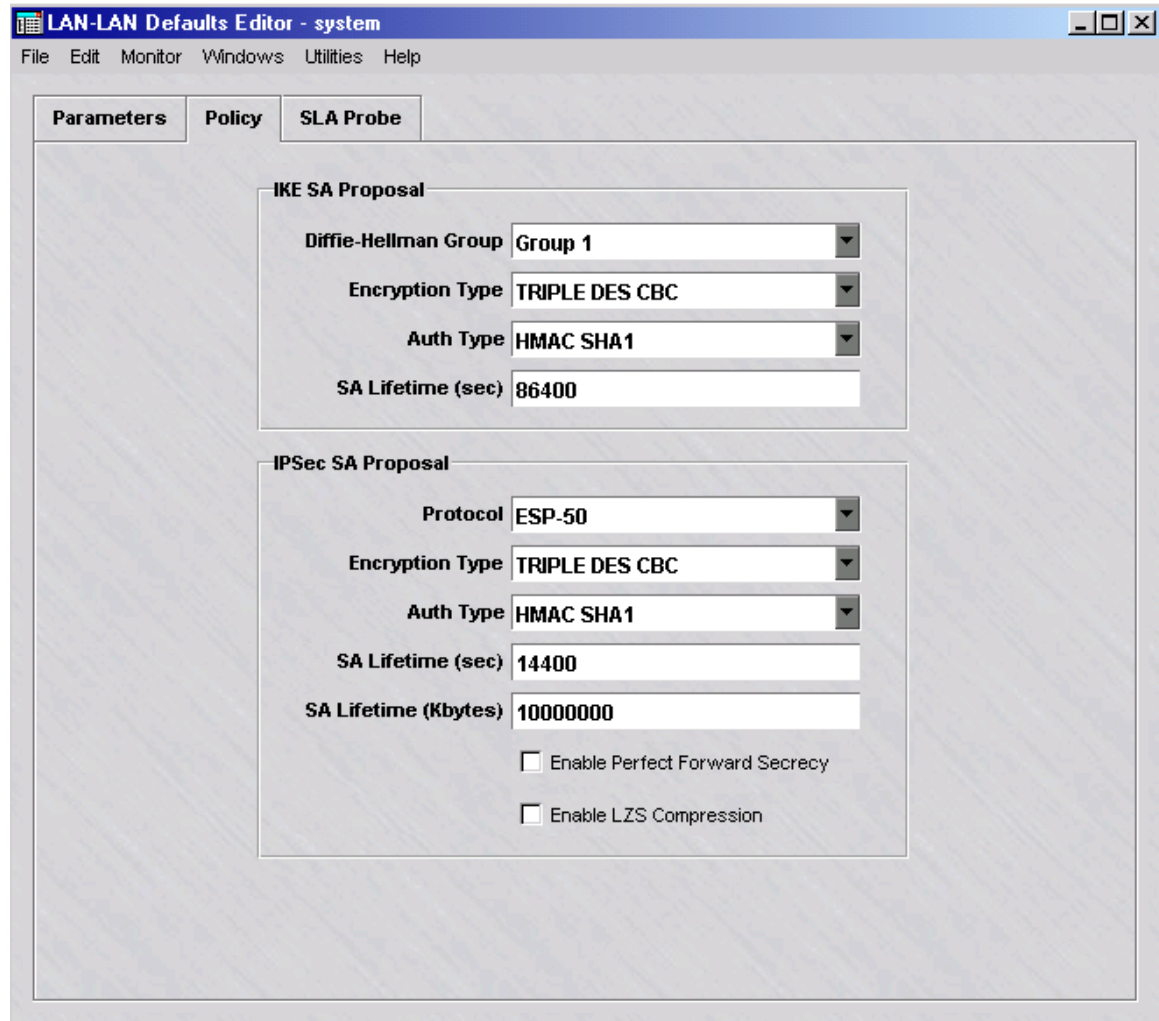 LAN-LAN Defaults Editor - system
File Edit Monitor Windows Utilities Help
Parameters Policy SLA Probe
IKE SA Proposal
Diffie-Hellman Group Group 1
Encryption Type TRIPLE DES CBC
Auth Type HMAC SHA1
SA Lifetime (sec) 86400
IPSec SA Proposal
Protocol ESP-50
Encryption Type TRIPLE DES CBC
Auth Type HMAC SHA1
SA Lifetime (sec) 14400
SA Lifetime (Kbytes) 10000000
Enable Perfect Forward Secrecy
Enable LZS Compression